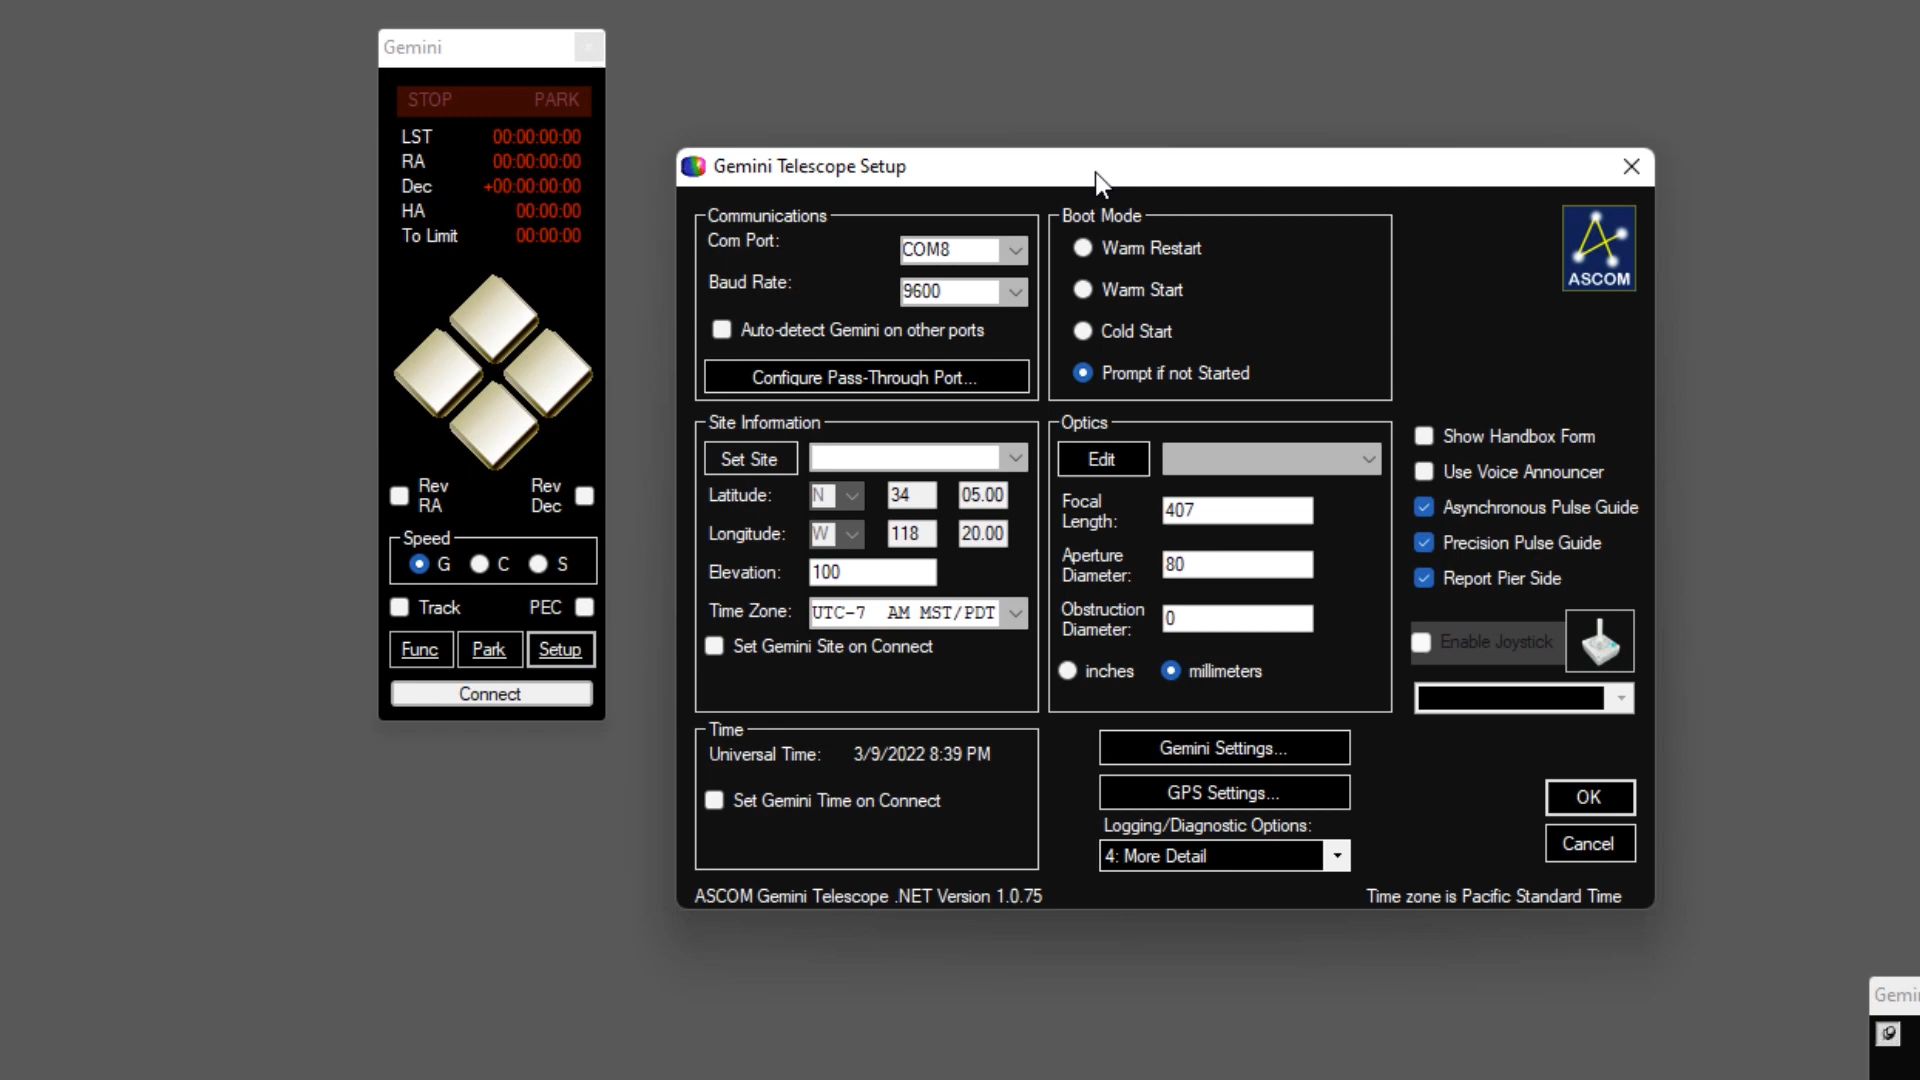 Gemini
STOP PARK
LST 00:00:00:00
RA 00:00:00:00
Dec +00:00:00:00
HA 00:00:00
To Limit 00:00:00
Rev RA
Rev Dec
Speed
G C S
Track PEC
Func Park Setup
Connect
Gemini Telescope Setup
Communications
Com Port: COM8
Baud Rate: 9600
Auto-detect Gemini on other ports
Configure Pass-Through Port...
Boot Mode
Warm Restart
Warm Start
Cold Start
Prompt if not Started
ASCOM
Site Information
Set Site
Latitude: N 34 05.00
Longitude: W 118 20.00
Elevation: 100
Time Zone: UTC-7 AM MST/PDT
Set Gemini Site on Connect
Optics
Edit
Focal Length: 407
Aperture Diameter: 80
Obstruction Diameter: 0
inches millimeters
Show Handbox Form
Use Voice Announcer
Asynchronous Pulse Guide
Precision Pulse Guide
Report Pier Side
Enable Joystick
Time
Universal Time: 3/9/2022 8:39 PM
Set Gemini Time on Connect
Gemini Settings...
GPS Settings...
Logging/Diagnostic Options:
4: More Detail
OK
Cancel
ASCOM Gemini Telescope .NET Version 1.0.75
Time zone is Pacific Standard Time